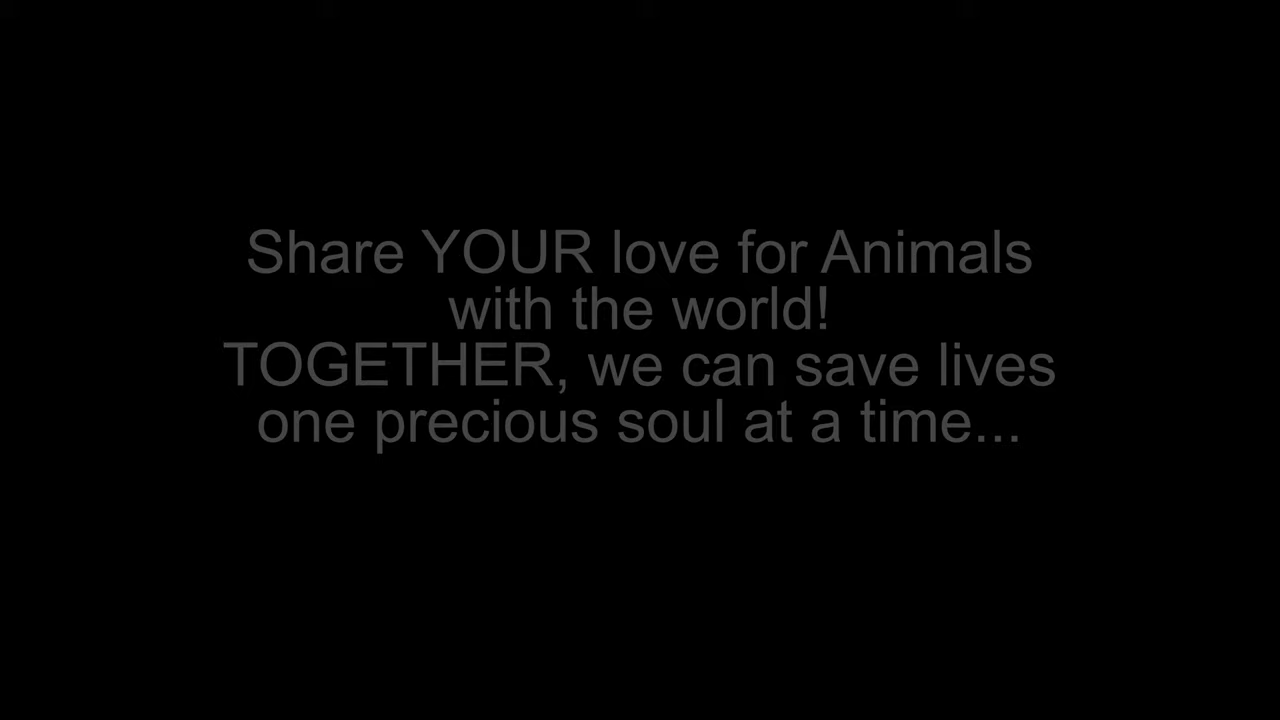 Share YOUR love for Animals
with the world!
TOGETHER, we can save lives
one precious soul at a time...